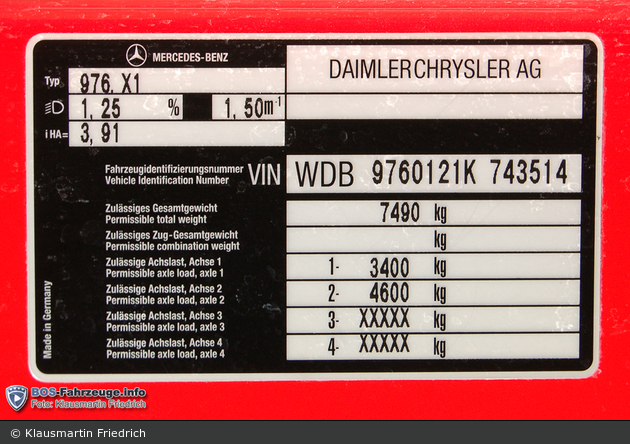 MERCEDES-BENZ
DAIMLERCHRYSLER AG
Typ 976. X1
1, 25 % 1, 50m-1
i HA= 3, 91
Fahrzeugidentifizierungsnummer
Vehicle Identification Number
VIN WDB 9760121K 743514
Zulässiges Gesamtgewicht
Permissible total weight
7490 kg
Zulässiges Zug-Gesamtgewicht
Permissible combination weight
kg
Zulässige Achslast, Achse 1
Permissible axle load, axle 1
1- 3400 kg
Zulässige Achslast, Achse 2
Permissible axle load, axle 2
2- 4600 kg
Zulässige Achslast, Achse 3
Permissible axle load, axle 3
3- XXXXX kg
Zulässige Achslast, Achse 4
Permissible axle load, axle 4
4- XXXXX kg
Made in Germany
BOS-Fahrzeuge.info
Foto: Klausmartin Friedrich
© Klausmartin Friedrich